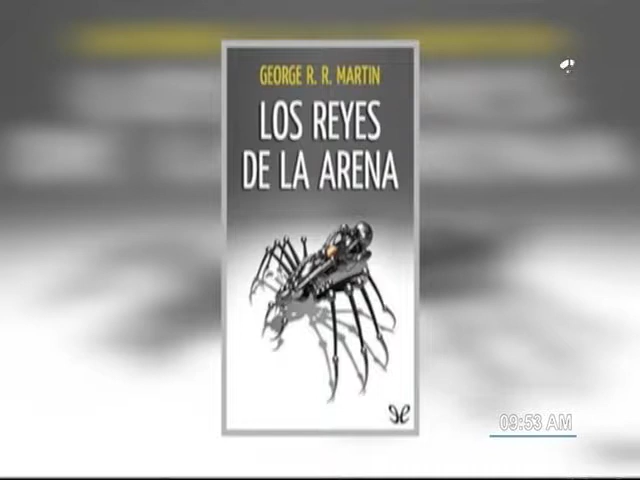 GEORGE R. R. MARTIN
LOS REYES
DE LA ARENA
09:53 AM